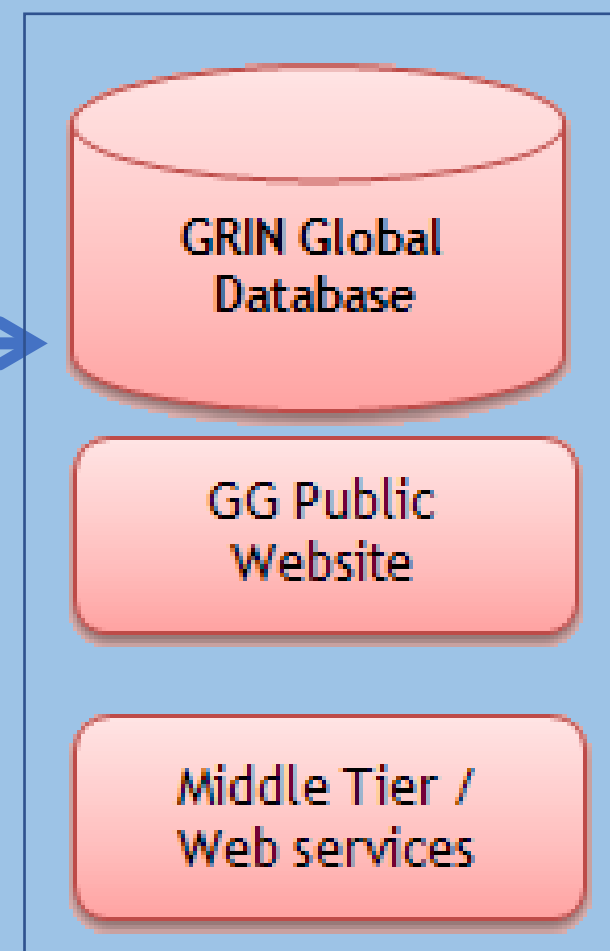 GRIN Global
Database
GG Public
Website
Middle Tier /
Web services